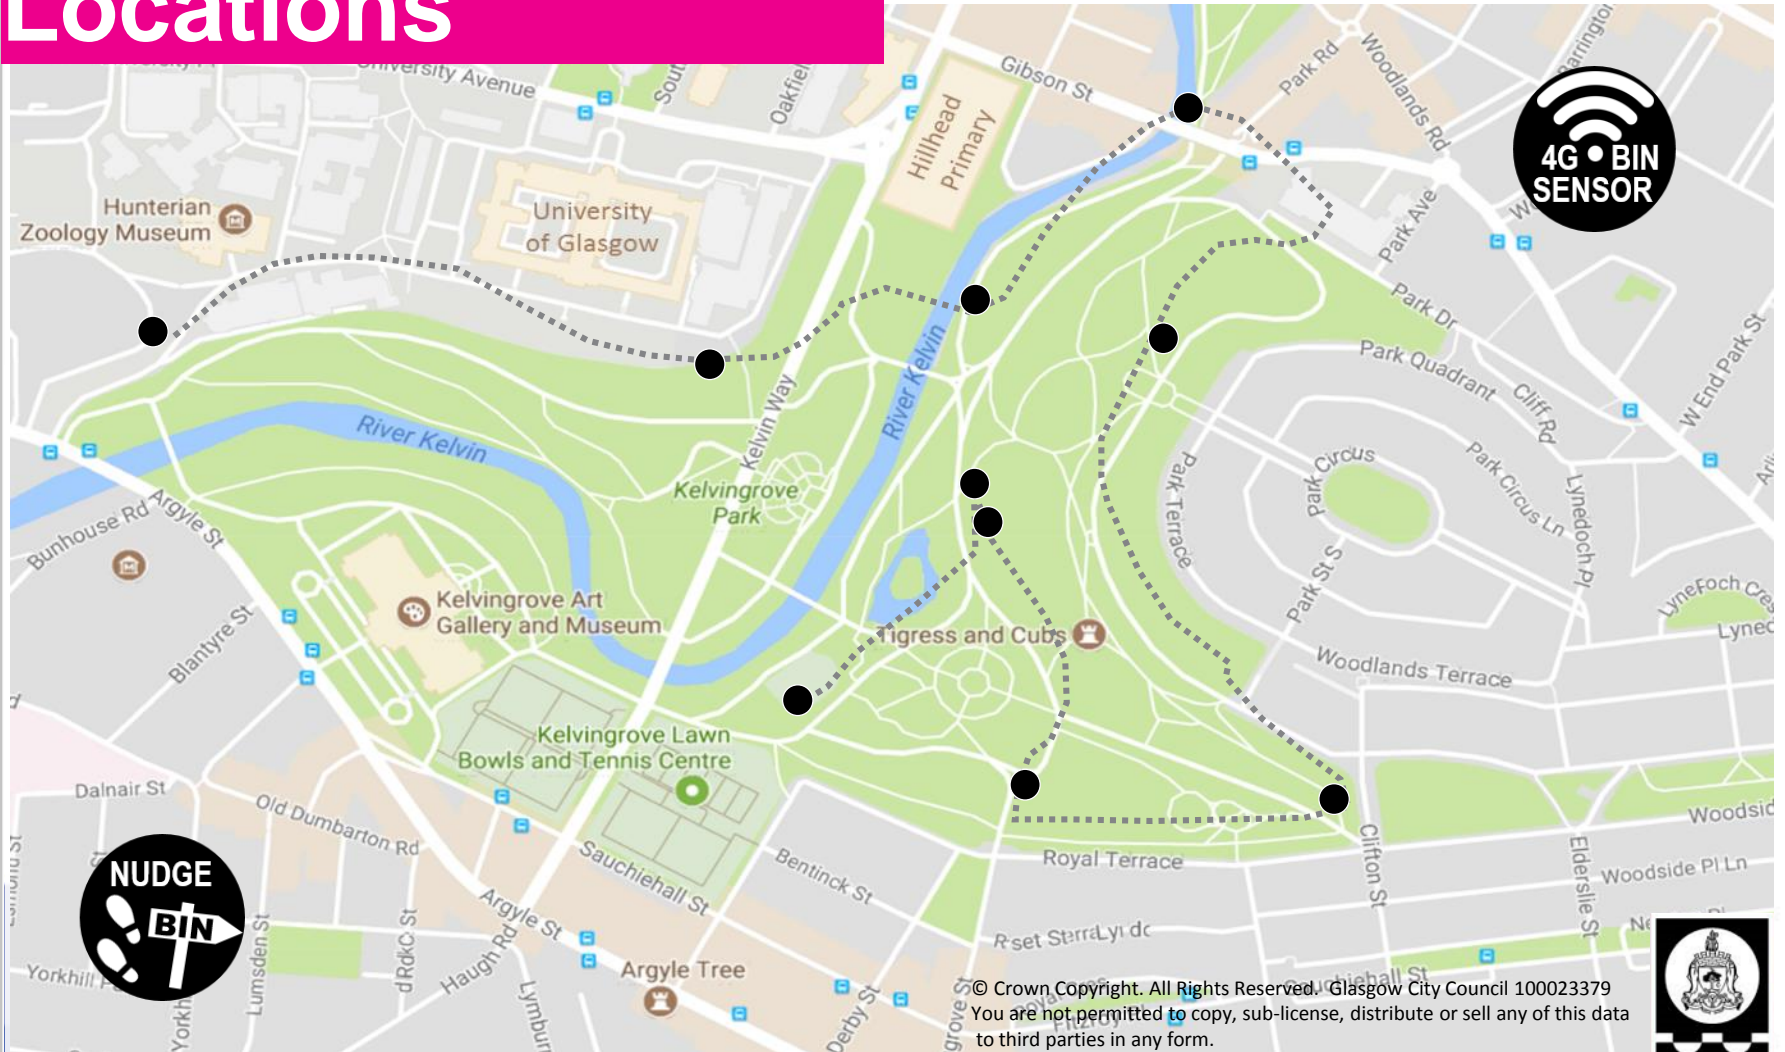 Locations
University Avenue
Gibson St
Park Rd
Woodlands Rd
Hillhead
Primary
4G BIN
SENSOR
Hunterian
Zoology Museum
University
of Glasgow
Park Ave
Park Dr
Park Quadrant
Cliff Rd
W End Park St
River Kelvin
River Kelvin
Kelvin Way
Kelvingrove
Park
Park Terrace
Park Circus
Park Circus Ln
Lynedoch Pl
Park St S
Bunhouse Rd
Argyle St
Blantyre St
Kelvingrove Art
Gallery and Museum
Tigress and Cubs
Woodlands Terrace
Kelvingrove Lawn
Bowls and Tennis Centre
Dalnair St
Old Dumbarton Rd
Sauchiehall St
Bentinck St
Royal Terrace
Clifton St
Elderslie St
Woodside Pl Ln
NUDGE
BIN
Argyle St
Haugh Rd
Lumsden St
Argyle Tree
Derby St
Sauchiehall St
© Crown Copyright. All Rights Reserved. Glasgow City Council 100023379
You are not permitted to copy, sub-license, distribute or sell any of this data
to third parties in any form.